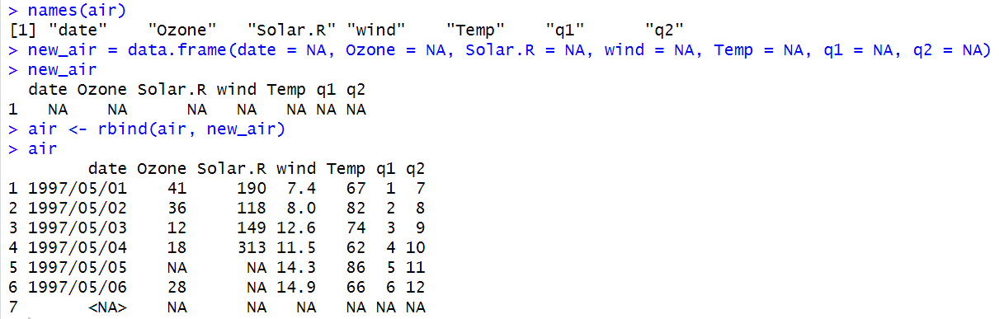 > names(air)
[1] "date"    "Ozone"   "Solar.R" "wind"    "Temp"    "q1"      "q2"
> new_air = data.frame(date = NA, Ozone = NA, Solar.R = NA, wind = NA, Temp = NA, q1 = NA, q2 = NA)
> new_air
  date Ozone Solar.R wind Temp q1 q2
1   NA    NA      NA   NA   NA NA NA
> air <- rbind(air, new_air)
> air
        date Ozone Solar.R wind Temp q1 q2
1 1997/05/01    41     190  7.4   67  1  7
2 1997/05/02    36     118  8.0   82  2  8
3 1997/05/03    12     149 12.6   74  3  9
4 1997/05/04    18     313 11.5   62  4 10
5 1997/05/05    NA      NA 14.3   86  5 11
6 1997/05/06    28      NA 14.9   66  6 12
7       <NA>    NA      NA   NA   NA NA NA